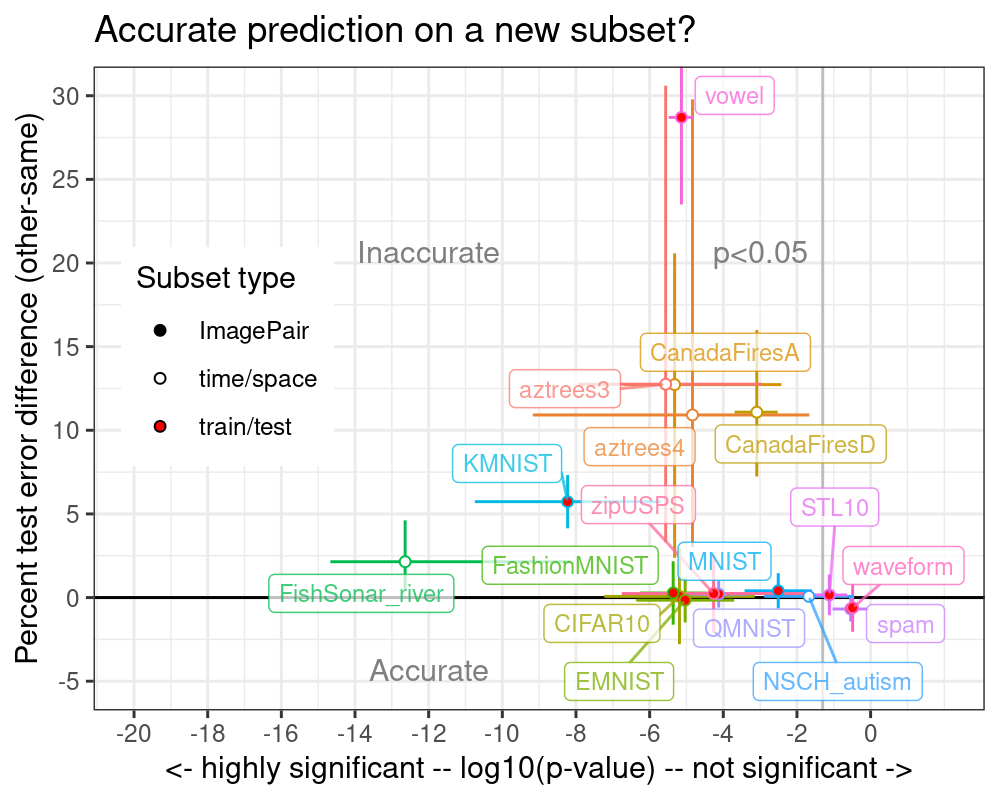 Accurate prediction on a new subset?
Percent test error difference (other-same)
30
25
20
15
10
5
0
-5
vowel
Inaccurate
p<0.05
Subset type
ImagePair
time/space
train/test
CanadaFiresA
aztrees3
aztrees4
CanadaFiresD
KMNIST
zipUSPS
STL10
FashionMNIST
MNIST
waveform
FishSonar_river
CIFAR10
QMNIST
spam
Accurate
EMNIST
NSCH_autism
-20 -18 -16 -14 -12 -10 -8 -6 -4 -2 0
<- highly significant -- log10(p-value) -- not significant ->